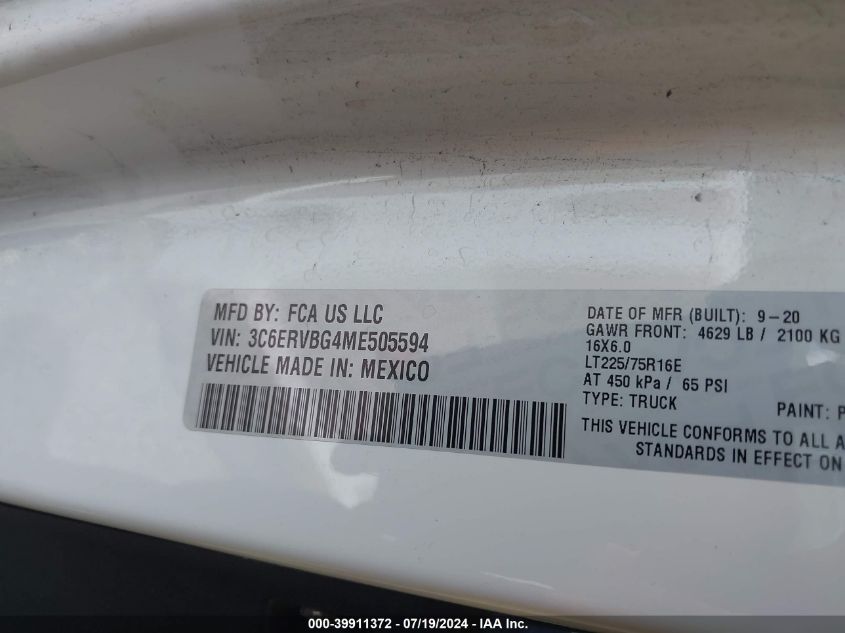 MFD BY: FCA US LLC
VIN: 3C6ERVBG4ME505594
VEHICLE MADE IN: MEXICO
DATE OF MFR (BUILT): 9-20
GAWR FRONT: 4629 LB / 2100 KG
16X6.0
LT225/75R16E
AT 450 kPa / 65 PSI
TYPE: TRUCK
PAINT: P
THIS VEHICLE CONFORMS TO ALL A
STANDARDS IN EFFECT ON
000-39911372 - 07/19/2024 - IAA Inc.